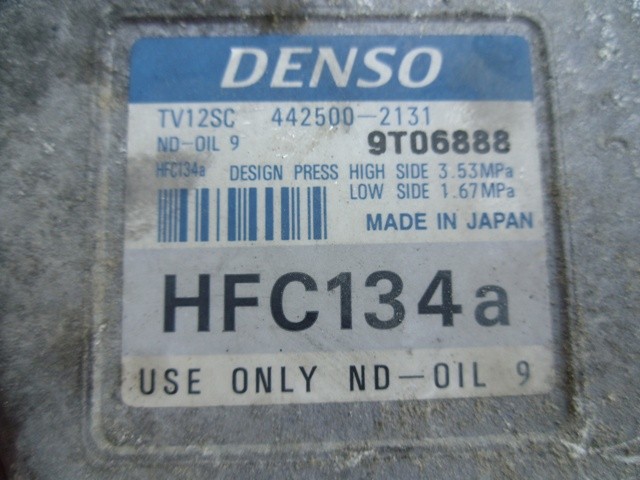 DENSO
TV12SC 442500-2131
ND-OIL 9 9T06888
HFC134a DESIGN PRESS HIGH SIDE 3.53MPa
LOW SIDE 1.67MPa
MADE IN JAPAN
HFC134a
USE ONLY ND-OIL 9